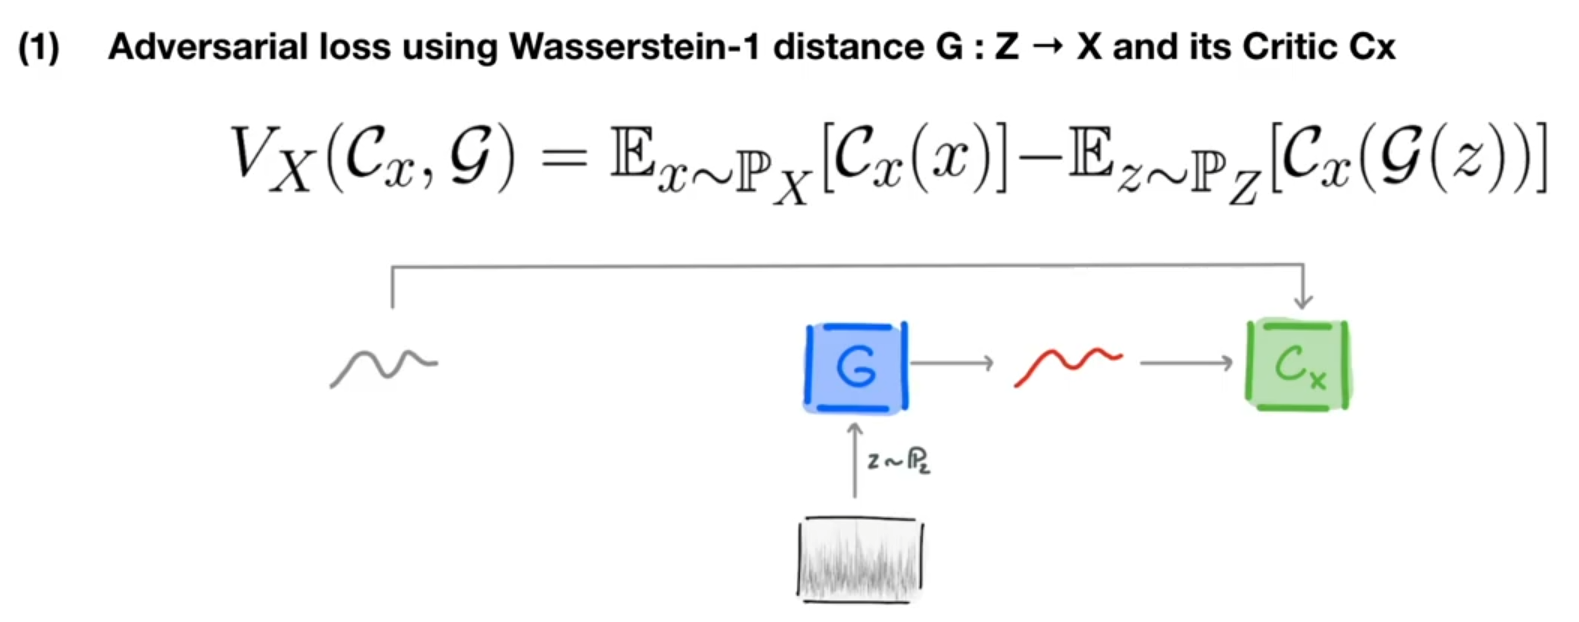 (1) Adversarial loss using Wasserstein-1 distance G : Z → X and its Critic Cx
V_X(𝒞_x, 𝒢) = 𝔼_{x∼ℙ_X}[𝒞_x(x)]−𝔼_{z∼ℙ_Z}[𝒞_x(𝒢(z))]
G
C_x
z~ℙ_z